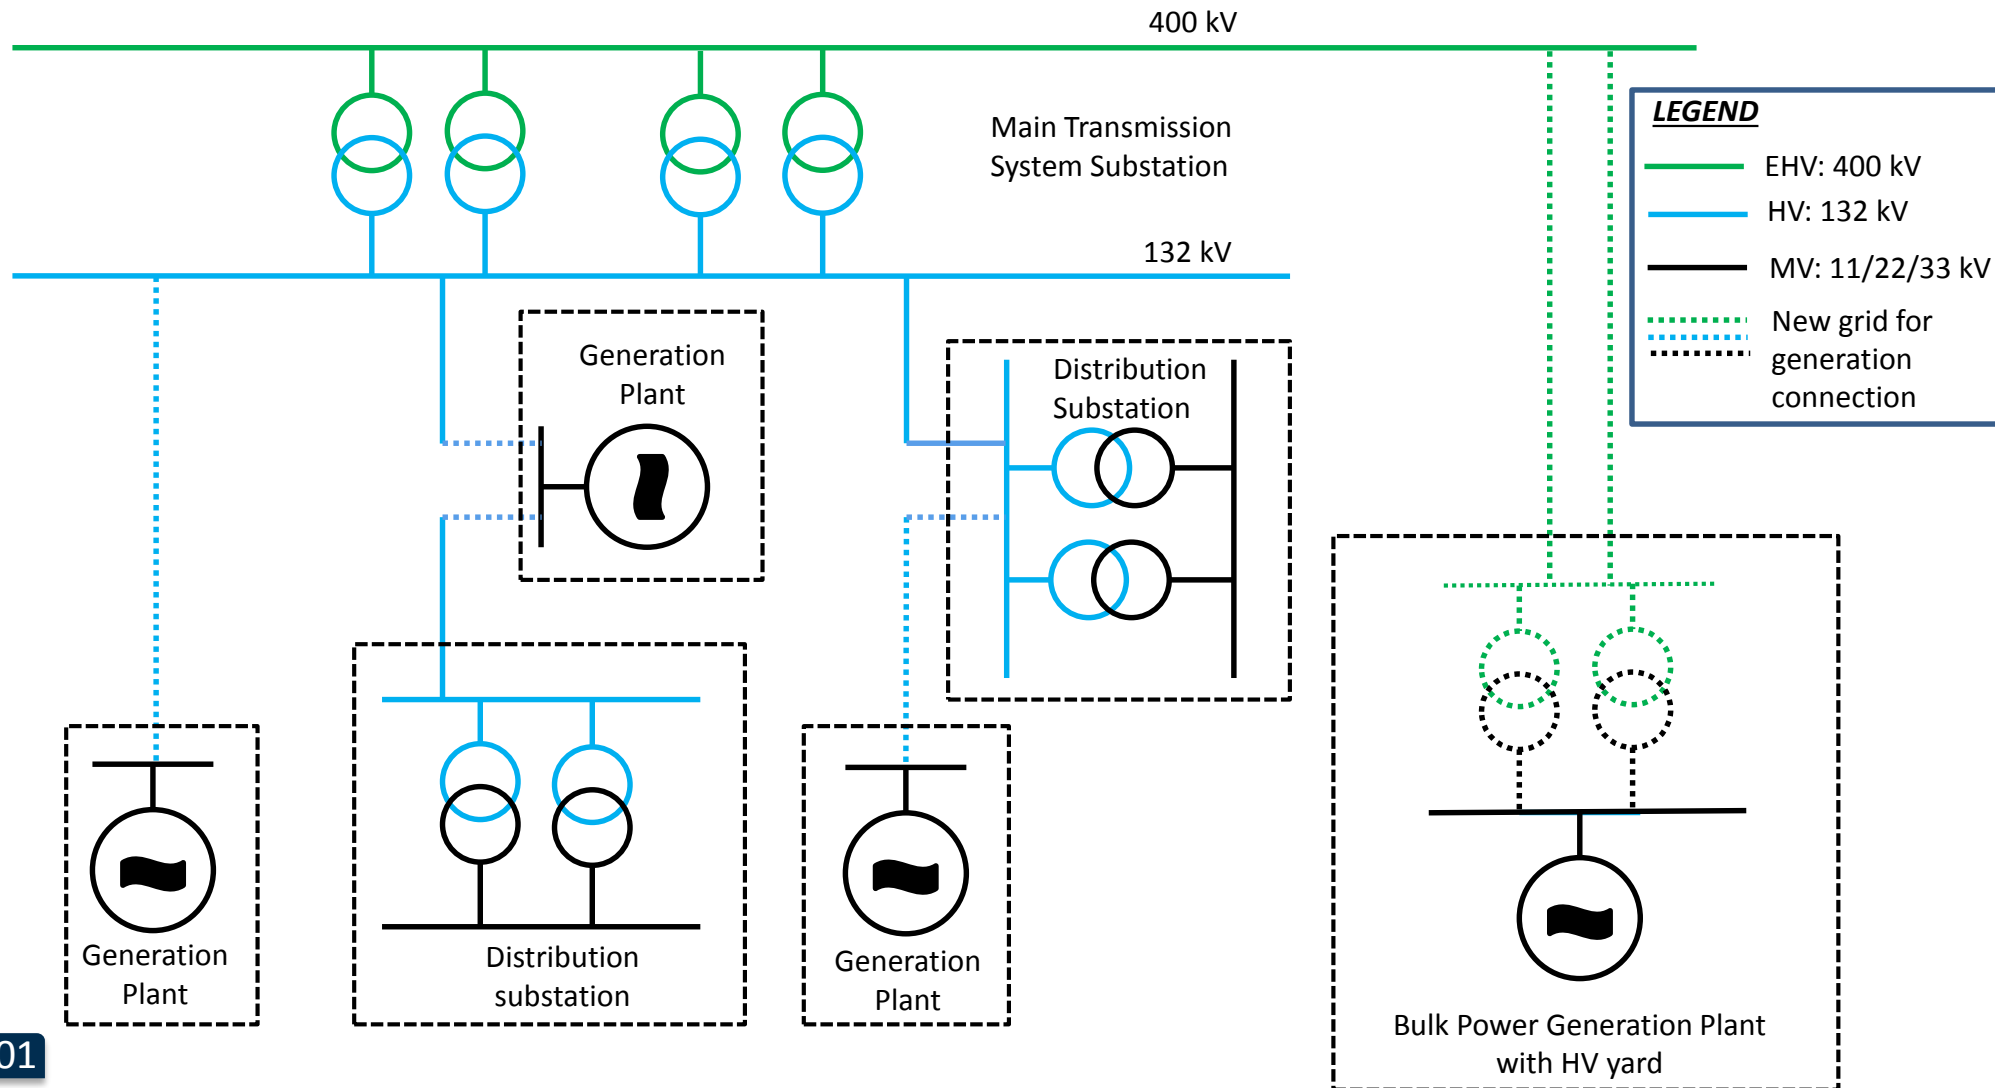 400 kV
Main Transmission
System Substation
LEGEND
EHV: 400 kV
HV: 132 kV
MV: 11/22/33 kV
New grid for
generation
connection
132 kV
Generation
Plant
Distribution
Substation
Generation
Plant
Distribution
substation
Generation
Plant
Bulk Power Generation Plant
with HV yard
01